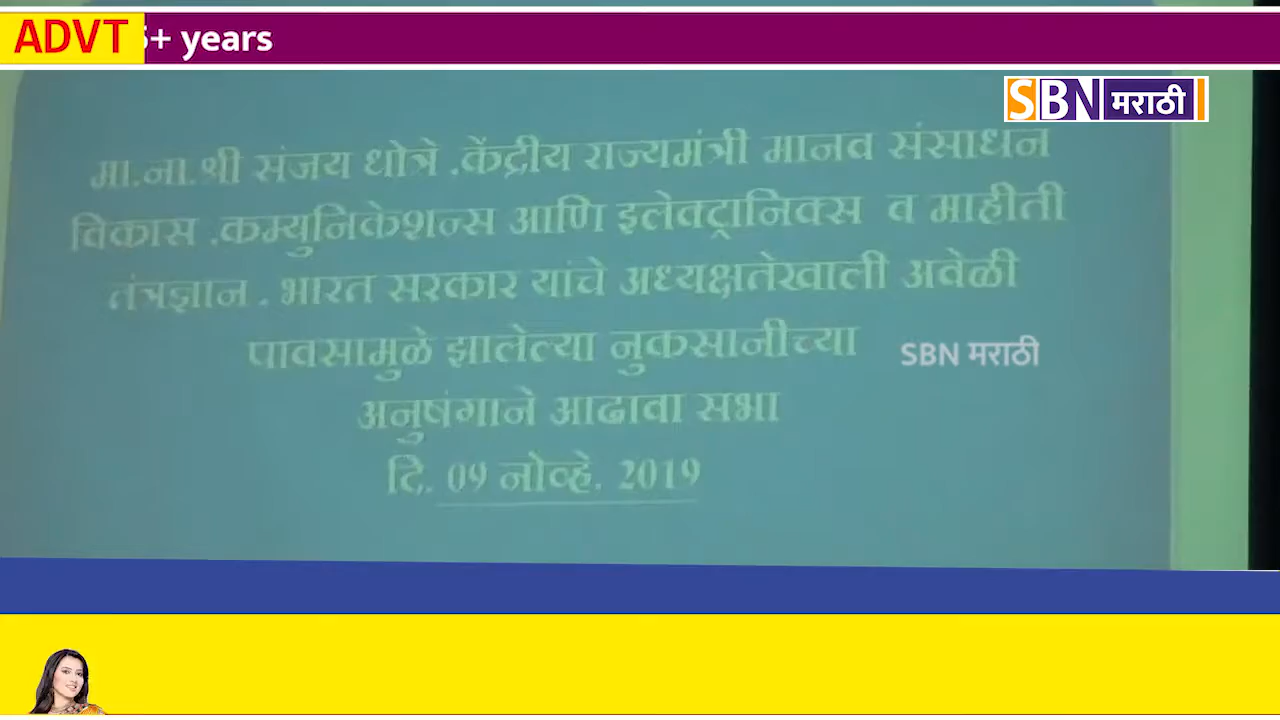 ADVT
+ years
SBN मराठी
मा.ना.श्री संजय धोत्रे .केंद्रीय राज्यमंत्री मानव संसाधन
विकास .कम्युनिकेशन्स आणि इलेक्ट्रानिक्स व माहीती
तंत्रज्ञान . भारत सरकार यांचे अध्यक्षतेखाली अवेळी
पावसामुळे झालेल्या नुकसानीच्या
SBN मराठी
अनुषंगाने आढावा सभा
दि. 09 नोव्हे. 2019